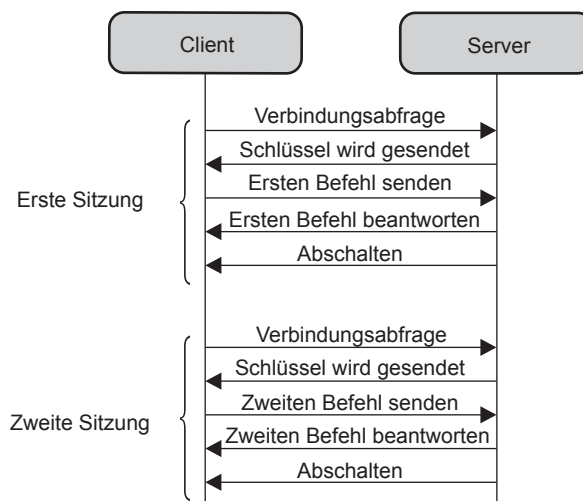 Client
Server
Verbindungsabfrage
Schlüssel wird gesendet
Ersten Befehl senden
Erste Sitzung
Ersten Befehl beantworten
Abschalten
Verbindungsabfrage
Schlüssel wird gesendet
Zweiten Befehl senden
Zweite Sitzung
Zweiten Befehl beantworten
Abschalten